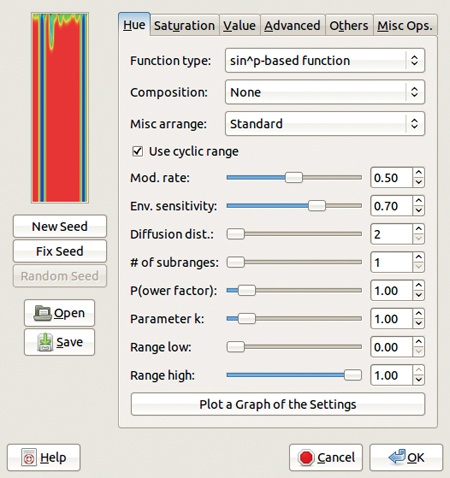 Hue Saturation Value Advanced Others Misc Ops.
Function type: sin^p-based function
Composition: None
Misc arrange: Standard
Use cyclic range
Mod. rate: 0.50
Env. sensitivity: 0.70
Diffusion dist.: 2
# of subranges: 1
P(ower factor): 1.00
Parameter k: 1.00
Range low: 0.00
Range high: 1.00
Plot a Graph of the Settings
New Seed
Fix Seed
Random Seed
Open
Save
Help Cancel OK